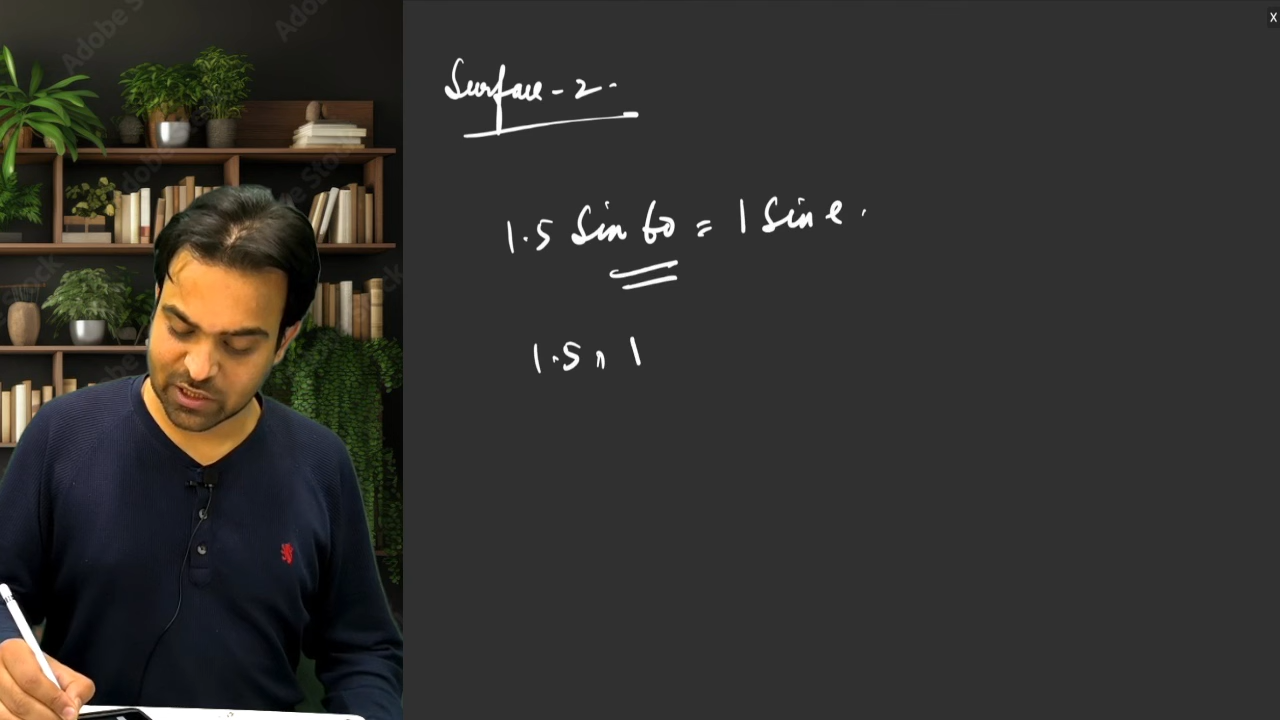 Surface-2.
1.5 Sin 60 = 1 Sin e.
1.5 × 1